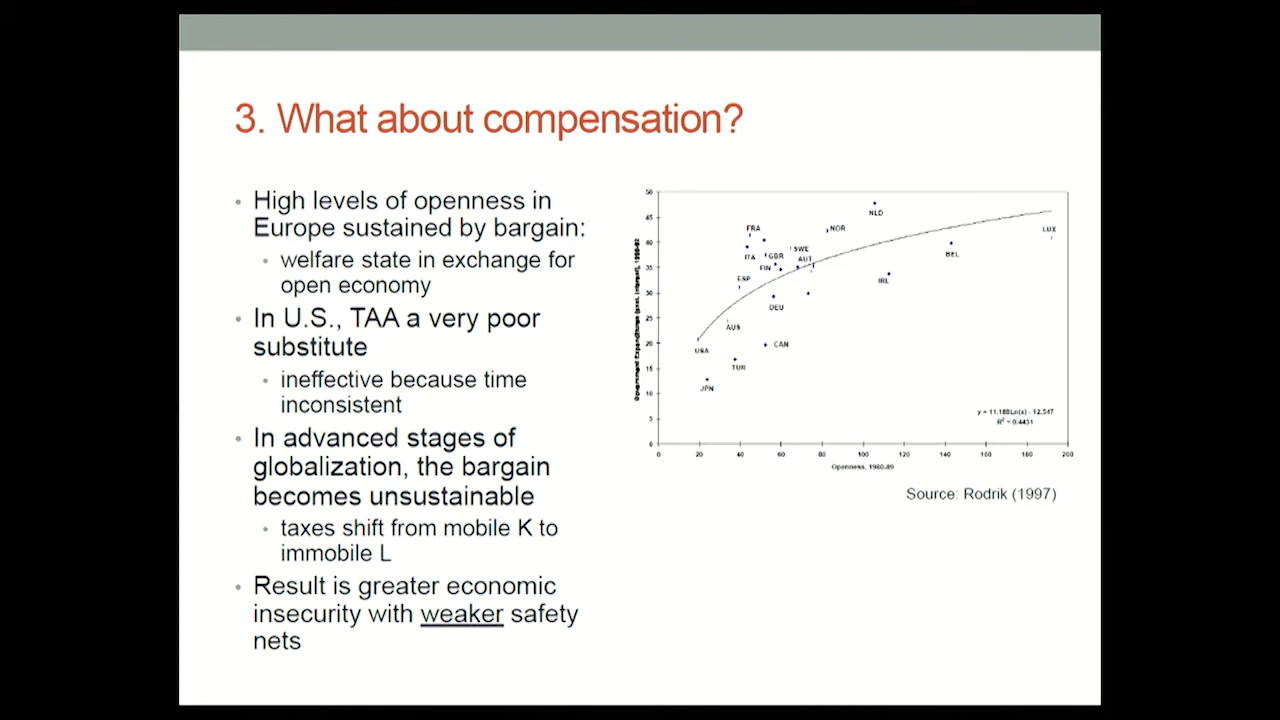 3. What about compensation?
• High levels of openness in
Europe sustained by bargain:
• welfare state in exchange for
open economy
• In U.S., TAA a very poor
substitute
• ineffective because time
inconsistent
• In advanced stages of
globalization, the bargain
becomes unsustainable
• taxes shift from mobile K to
immobile L
• Result is greater economic
insecurity with weaker safety
nets
50
45
40
35
30
25
20
15
10
5
0
NLD
FRA
NOR
LUX
SWE
ITA
GBR
AUT
BEL
FIN
ESP
IRL
DEU
AUS
USA
CAN
TUR
JPN
R² = 0.4431
0 20 40 60 80 100 120 140 160 180 200
Openness, 1980-89
Source: Rodrik (1997)